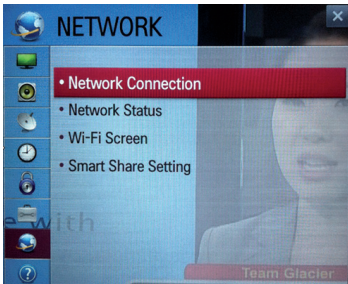 NETWORK
• Network Connection
• Network Status
• Wi-Fi Screen
• Smart Share Setting
with
Team Glacier